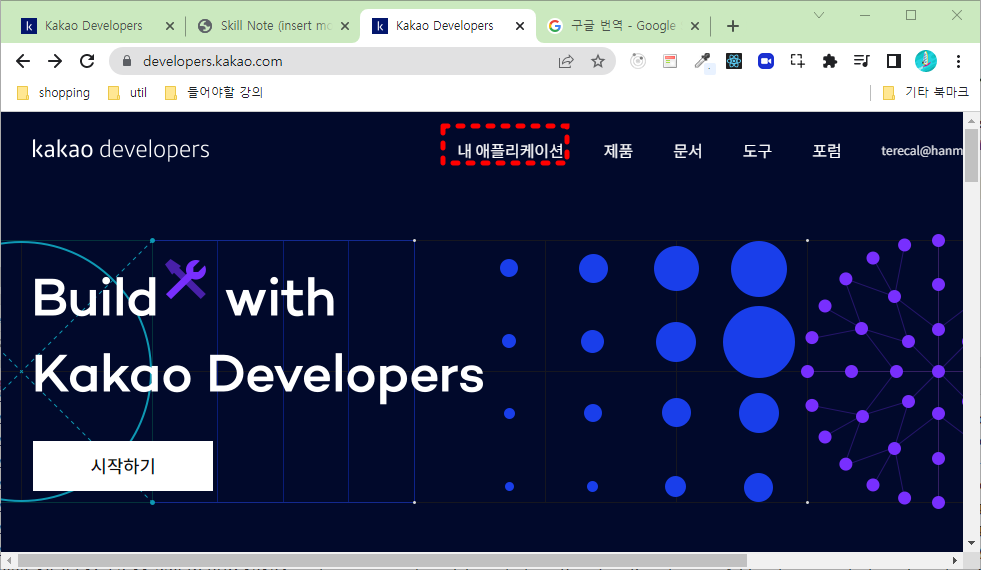 Kakao Developers
Skill Note (insert mo
Kakao Developers
구글 번역 - Google
developers.kakao.com
shopping
util
들어야할 강의
기타 북마크
kakao developers
내 애플리케이션
제품
문서
도구
포럼
terecal@hanm
Build with
Kakao Developers
시작하기